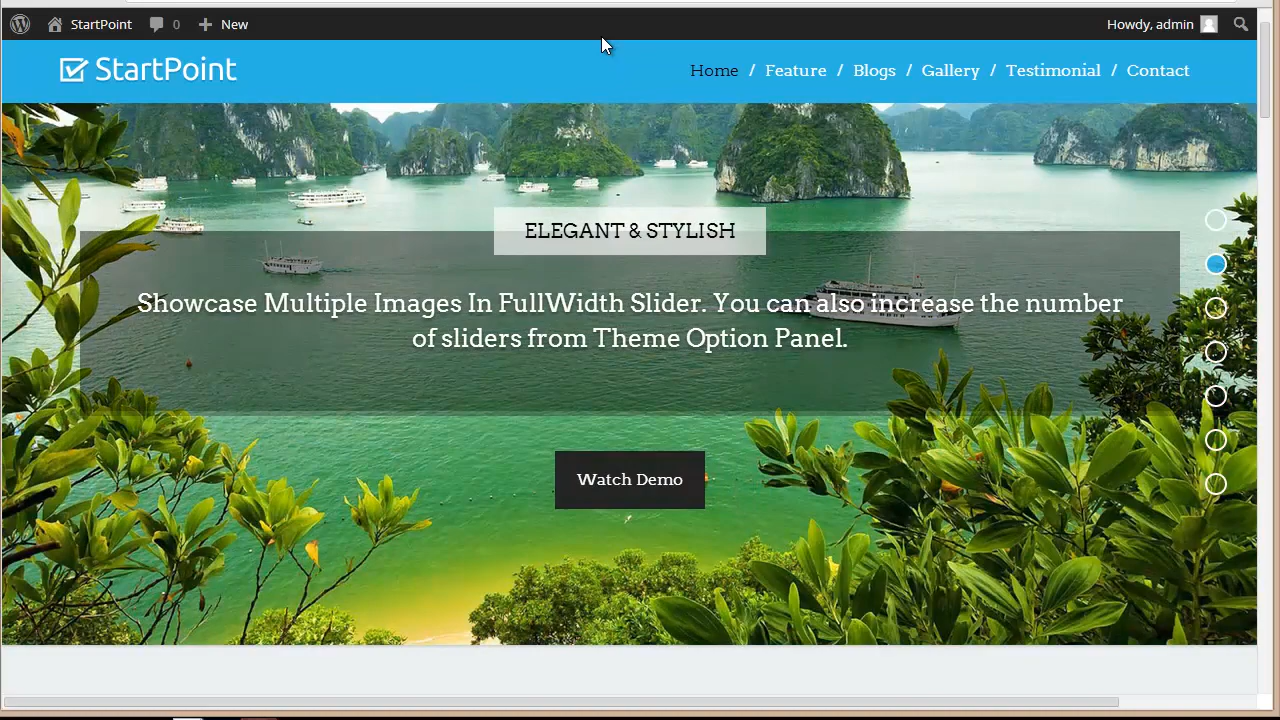 StartPoint 0 New Howdy, admin
StartPoint
Home / Feature / Blogs / Gallery / Testimonial / Contact
ELEGANT & STYLISH
Showcase Multiple Images In FullWidth Slider. You can also increase the number
of sliders from Theme Option Panel.
Watch Demo